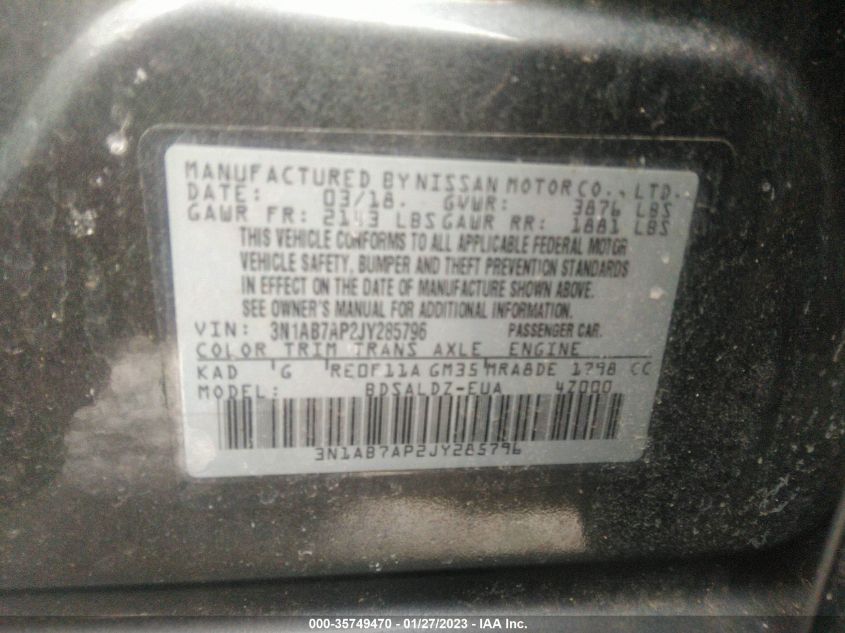 MANUFACTURED BY NISSAN MOTOR CO., LTD.
DATE: 03/18. GVWR: 3876 LBS
GAWR FR: 2143 LBS GAWR RR: 1881 LBS
THIS VEHICLE CONFORMS TO ALL APPLICABLE FEDERAL MOTOR
VEHICLE SAFETY, BUMPER AND THEFT PREVENTION STANDARDS
IN EFFECT ON THE DATE OF MANUFACTURE SHOWN ABOVE.
SEE OWNER'S MANUAL FOR ADDITIONAL INFORMATION.
VIN: 3N1AB7AP2JY285796 PASSENGER CAR.
COLOR TRIM TRANS AXLE ENGINE
KAD G RE0F11A GM35 MRA8DE 1798 CC
MODEL: BDSALDZ-EUA 4Z000
3N1AB7AP2JY285796
000-35749470 - 01/27/2023 - IAA Inc.